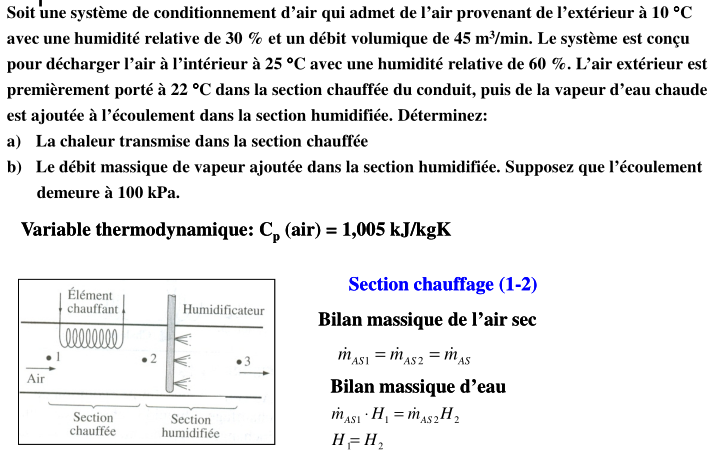 Soit une système de conditionnement d'air qui admet de l'air provenant de l'extérieur à 10 °C
avec une humidité relative de 30 % et un débit volumique de 45 m³/min. Le système est conçu
pour décharger l'air à l'intérieur à 25 °C avec une humidité relative de 60 %. L'air extérieur est
premièrement porté à 22 °C dans la section chauffée du conduit, puis de la vapeur d'eau chaude
est ajoutée à l'écoulement dans la section humidifiée. Déterminez:
a) La chaleur transmise dans la section chauffée
b) Le débit massique de vapeur ajoutée dans la section humidifiée. Supposez que l'écoulement
demeure à 100 kPa.
Variable thermodynamique: Cp (air) = 1,005 kJ/kgK
Élément
chauffant
Humidificateur
1
2
3
Air
Section
chauffée
Section
humidifiée
Section chauffage (1-2)
Bilan massique de l'air sec
ṁAS1 = ṁAS2 = ṁAS
Bilan massique d'eau
ṁAS1 · H1 = ṁAS2 H2
H1 = H2